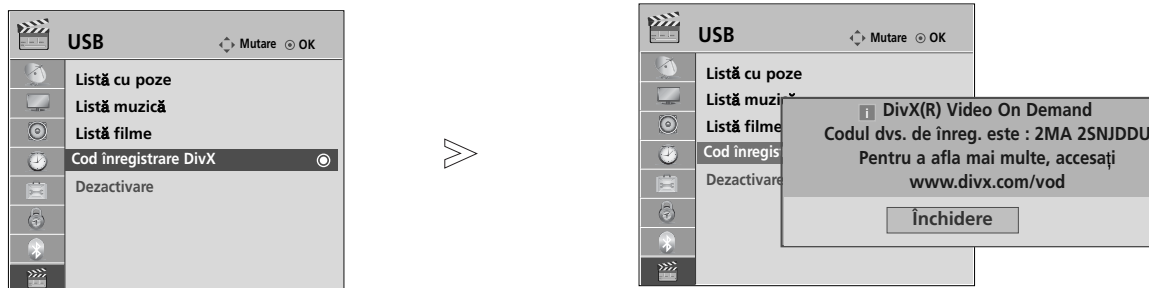 USB
Mutare OK
Listă cu poze
Listă muzică
Listă filme
Cod înregistrare DivX
Dezactivare
USB
Mutare OK
Listă cu poze
Listă
Listă filme
Cod
Dezactivare
i DivX(R) Video On Demand
Codul dvs. de înreg. este : 2MA 2SNJDDU
Pentru a afla mai multe, accesați
www.divx.com/vod
Închidere